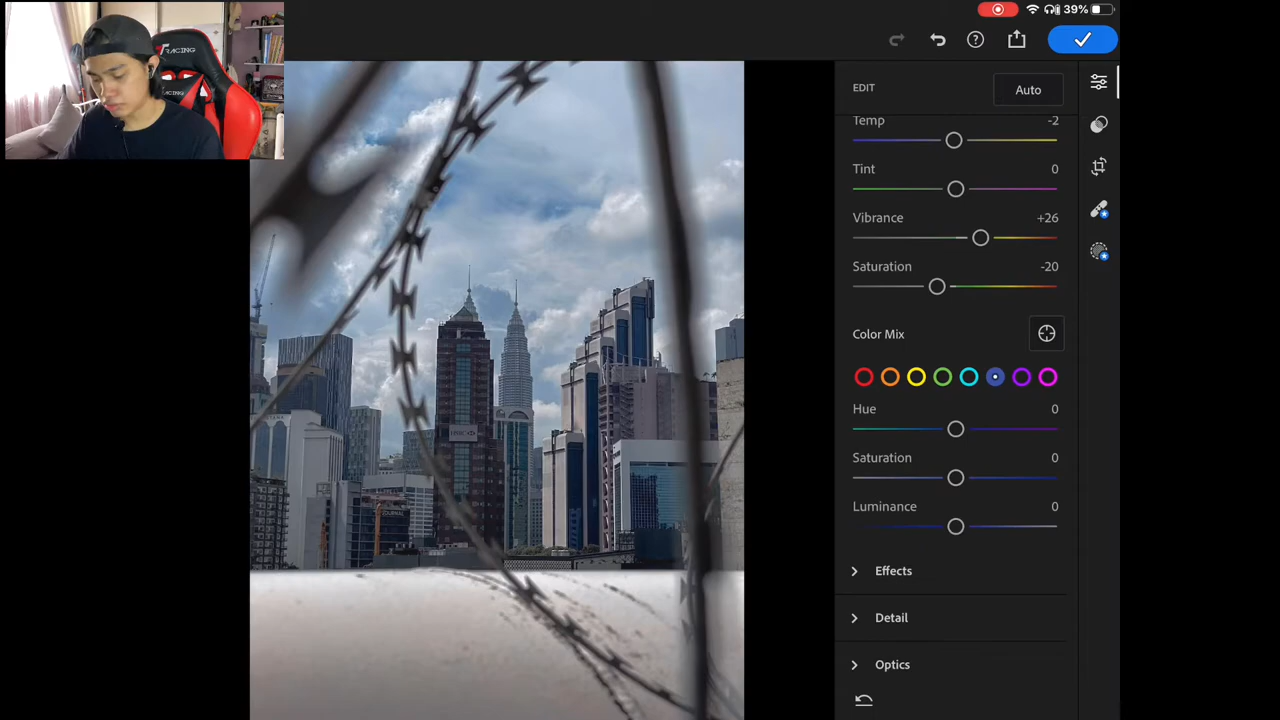 39%
RACING
EDIT
Auto
Temp -2
Tint 0
Vibrance +26
Saturation -20
Color Mix
Hue 0
Saturation 0
Luminance 0
Effects
Detail
Optics